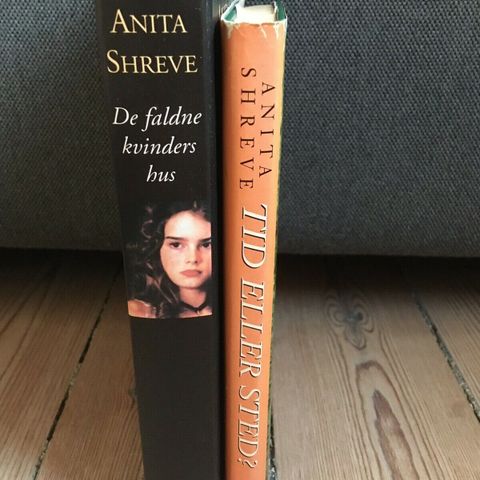 ANITA
SHREVE
De faldne
kvinders
hus
ANITA
SHREVE
TID ELLER STED?